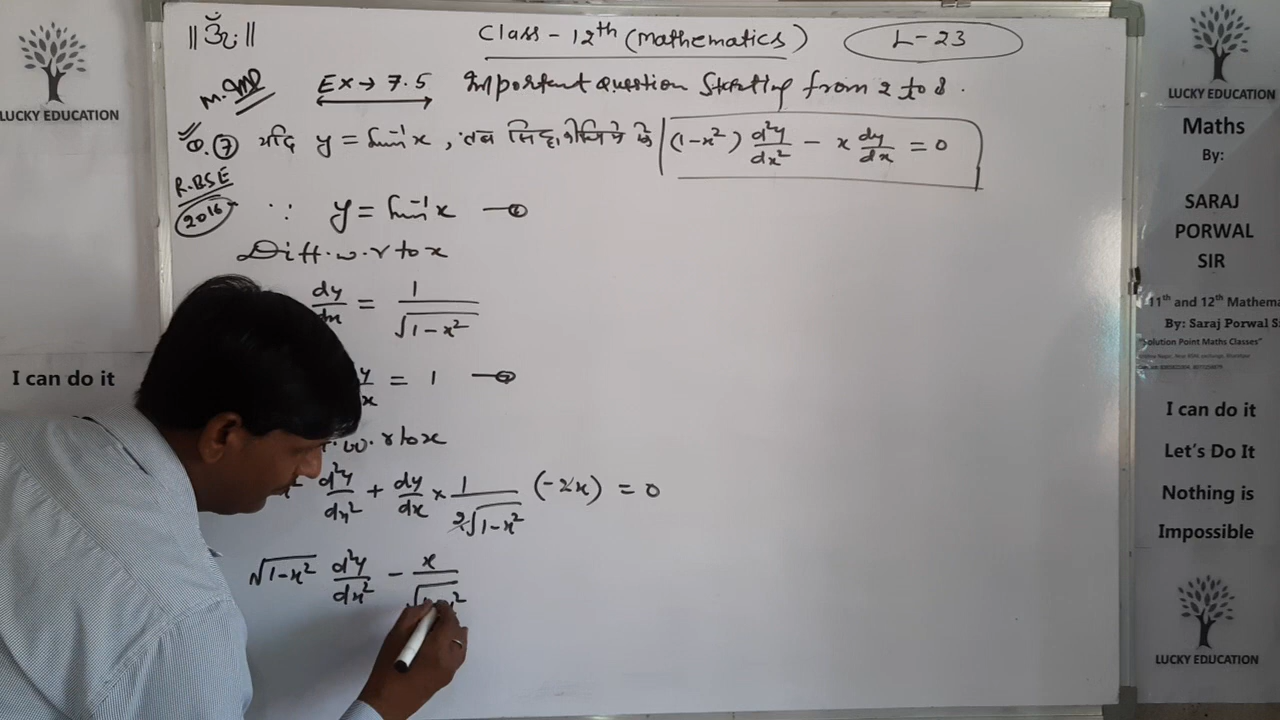 ||ॐ||
Class - 12th (Mathematics) L-23
M. Imp Ex → 7.5 Important Question Starting from 2 to 8.
Q. 7 यदि y = Sin⁻¹x, तब सिद्ध कीजिये कि (1-x²) d²y/dx² - x dy/dx = 0
R.BSE
2016
∵ y = Sin⁻¹x
Diff. w. r to x
dy/dx = 1/√1-x²
= 1
w. r to x
d²y/dx² + dy/dx × 1/2√1-x² (-2x) = 0
√1-x² d²y/dx² - x/√1-x²
LUCKY EDUCATION
I can do it
LUCKY EDUCATION
Maths
By:
SARAJ
PORWAL
SIR
11th and 12th Mathema
By: Saraj Porwal S
"Solution Point Maths Classes"
I can do it
Let's Do It
Nothing is
Impossible
LUCKY EDUCATION